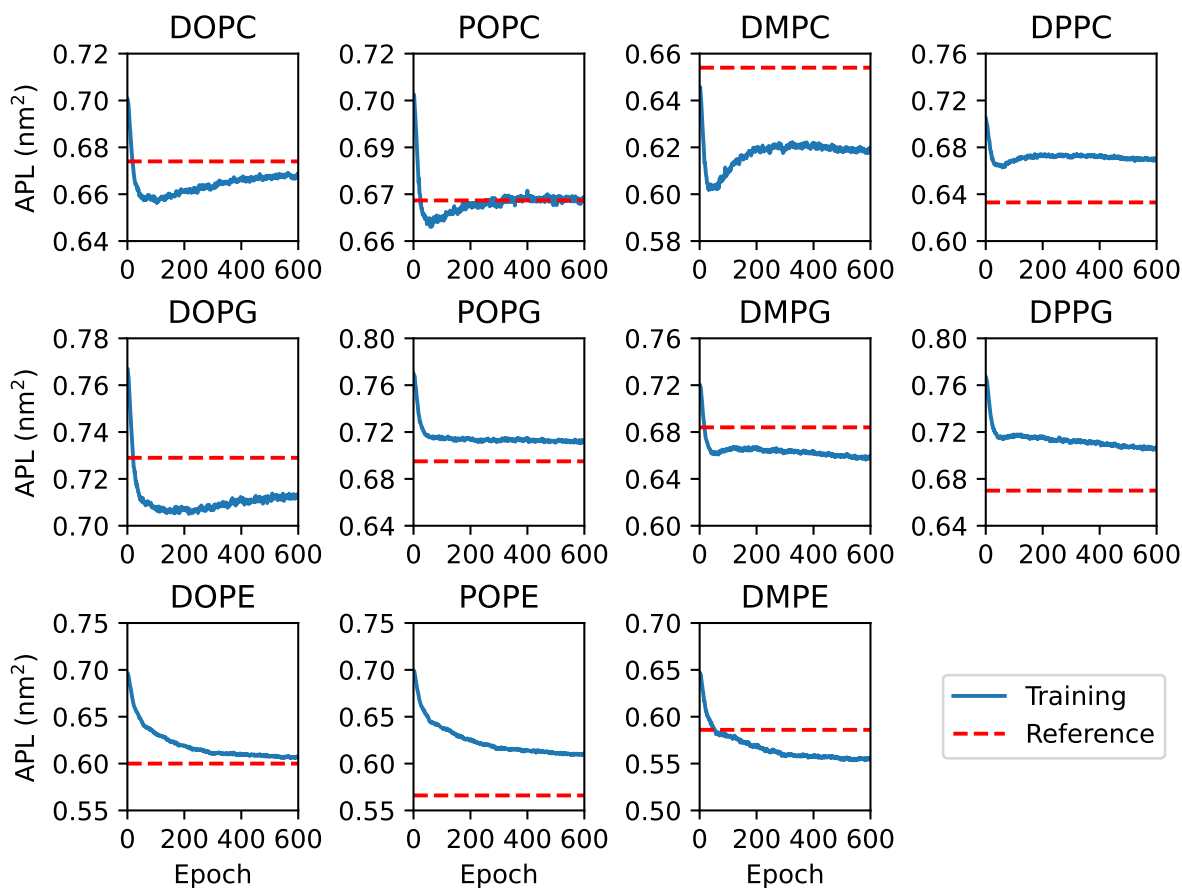 DOPC POPC DMPC DPPC
0.72 0.72 0.66 0.76
0.70 0.70 0.64 0.72
0.68 0.69 0.62 0.68
0.66 0.67 0.60 0.64
0.64 0.66 0.58 0.60
APL (nm²)
0 200 400 600 0 200 400 600 0 200 400 600 0 200 400 600
DOPG POPG DMPG DPPG
0.78 0.80 0.76 0.80
0.76 0.76 0.72 0.76
0.74 0.72 0.68 0.72
0.72 0.68 0.64 0.68
0.70 0.64 0.60 0.64
APL (nm²)
0 200 400 600 0 200 400 600 0 200 400 600 0 200 400 600
DOPE POPE DMPE
0.75 0.75 0.70
0.70 0.70 0.65
0.65 0.65 0.60
0.60 0.60 0.55
0.55 0.55 0.50
APL (nm²)
0 200 400 600 0 200 400 600 0 200 400 600
Epoch Epoch Epoch
Training
Reference